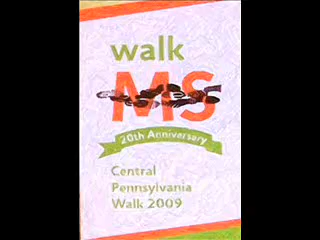 walk
MS
20th Anniversary
Central
Pennsylvania
Walk 2009